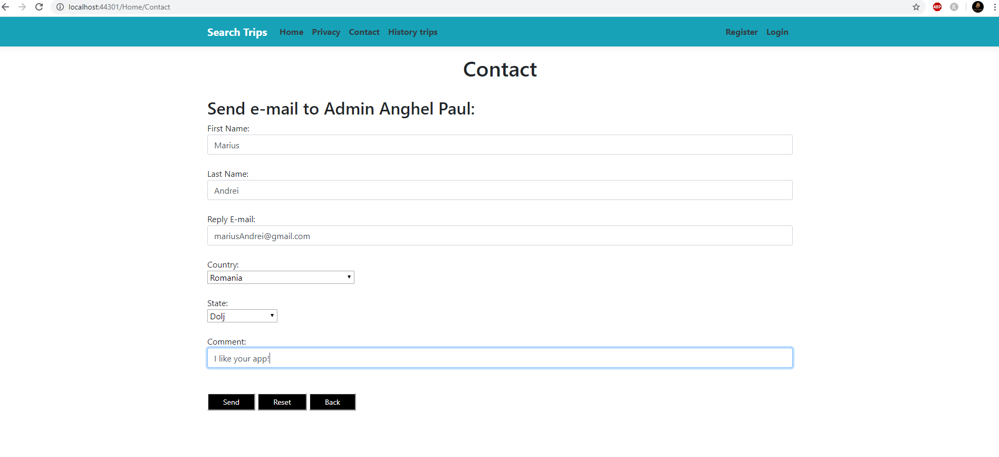 localhost:44301/Home/Contact
ABP
K
Search Trips Home Privacy Contact History trips Register Login
Contact
Send e-mail to Admin Anghel Paul:
First Name:
Marius
Last Name:
Andrei
Reply E-mail:
mariusAndrei@gmail.com
Country:
Romania
State:
Dolj
Comment:
I like your app!
Send Reset Back